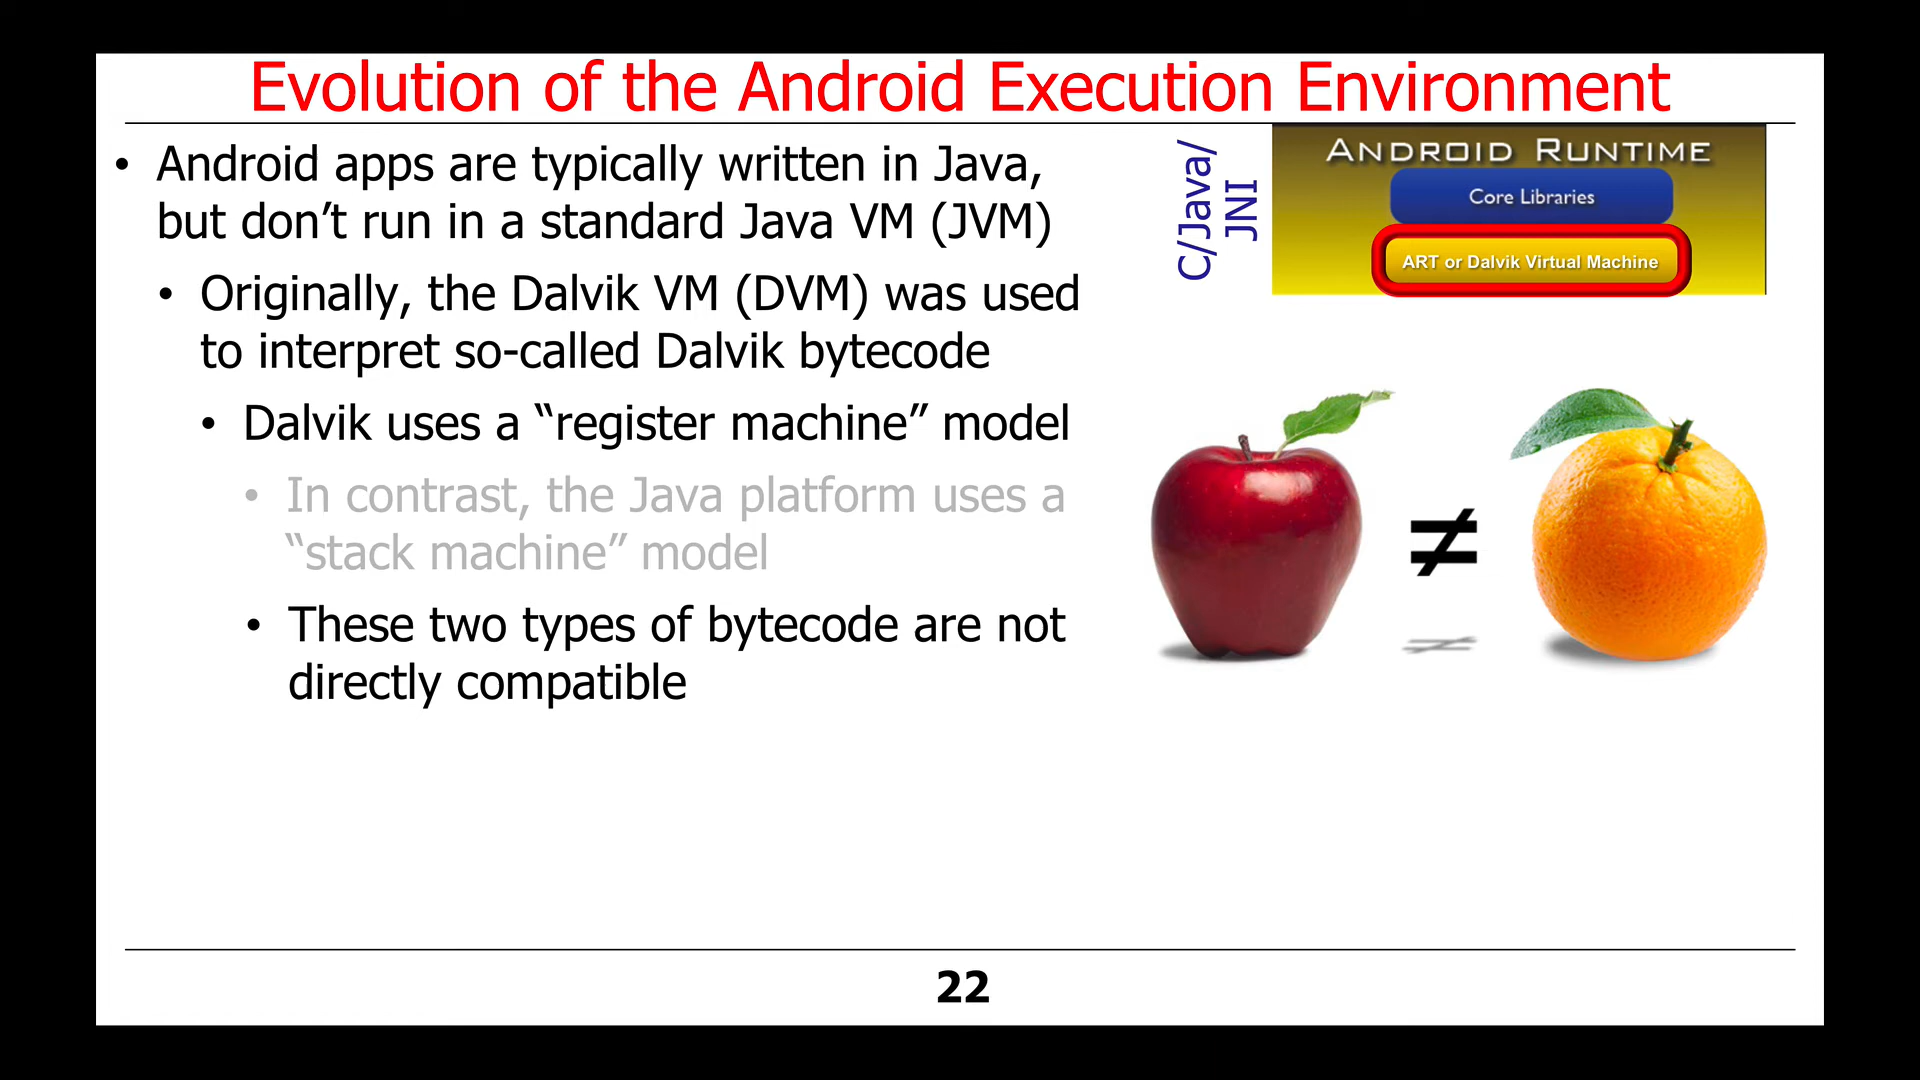 Evolution of the Android Execution Environment
• Android apps are typically written in Java,
but don’t run in a standard Java VM (JVM)
• Originally, the Dalvik VM (DVM) was used
to interpret so-called Dalvik bytecode
• Dalvik uses a “register machine” model
• In contrast, the Java platform uses a
“stack machine” model
• These two types of bytecode are not
directly compatible
C/Java/
JNI
ANDROID RUNTIME
Core Libraries
ART or Dalvik Virtual Machine
≠
22